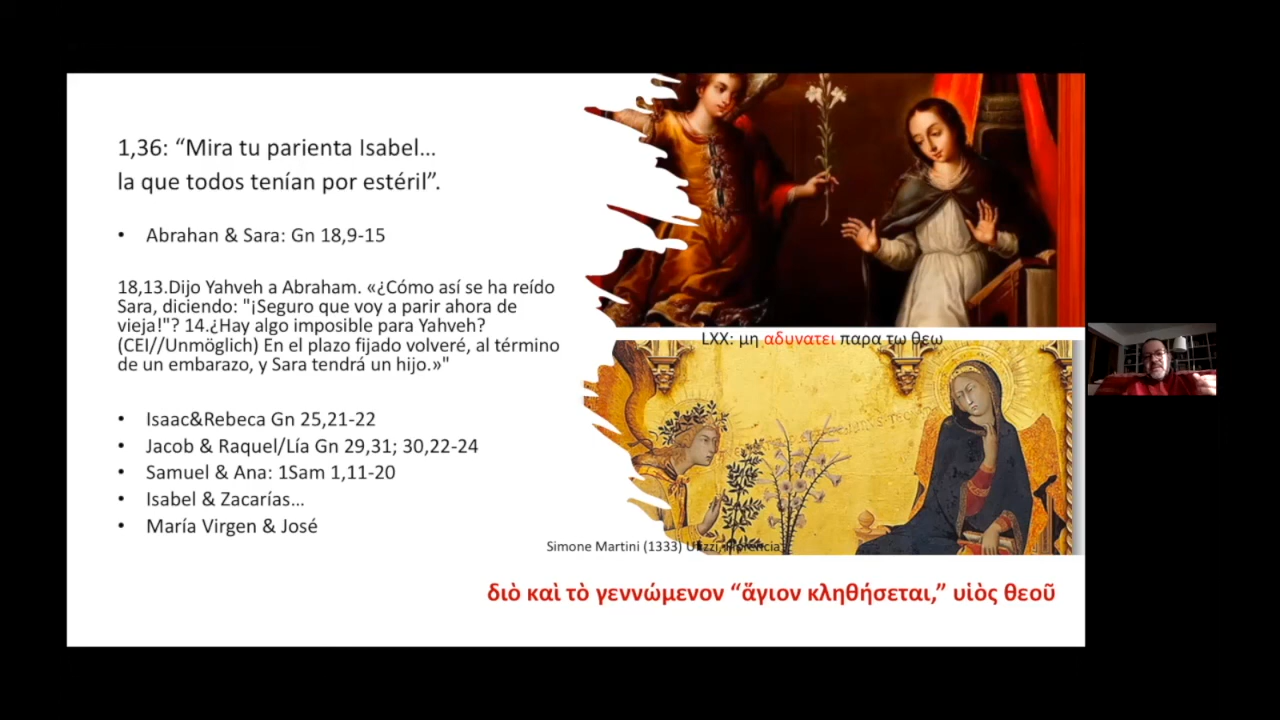 1,36: “Mira tu parienta Isabel...
la que todos tenían por estéril”.
• Abrahan & Sara: Gn 18,9-15
18,13.Dijo Yahveh a Abraham. «¿Cómo así se ha reído
Sara, diciendo: "¡Seguro que voy a parir ahora de
vieja!"? 14.¿Hay algo imposible para Yahveh?
(CEI//Unmöglich) En el plazo fijado volveré, al término
de un embarazo, y Sara tendrá un hijo.»"
• Isaac&Rebeca Gn 25,21-22
• Jacob & Raquel/Lía Gn 29,31; 30,22-24
• Samuel & Ana: 1Sam 1,11-20
• Isabel & Zacarías...
• María Virgen & José
LXX: μη αδυνατει παρα τω θεω
Simone Martini (1333) Uffizi, Florencia
διὸ καὶ τὸ γεννώμενον “ἅγιον κληθήσεται,” υἱὸς θεοῦ